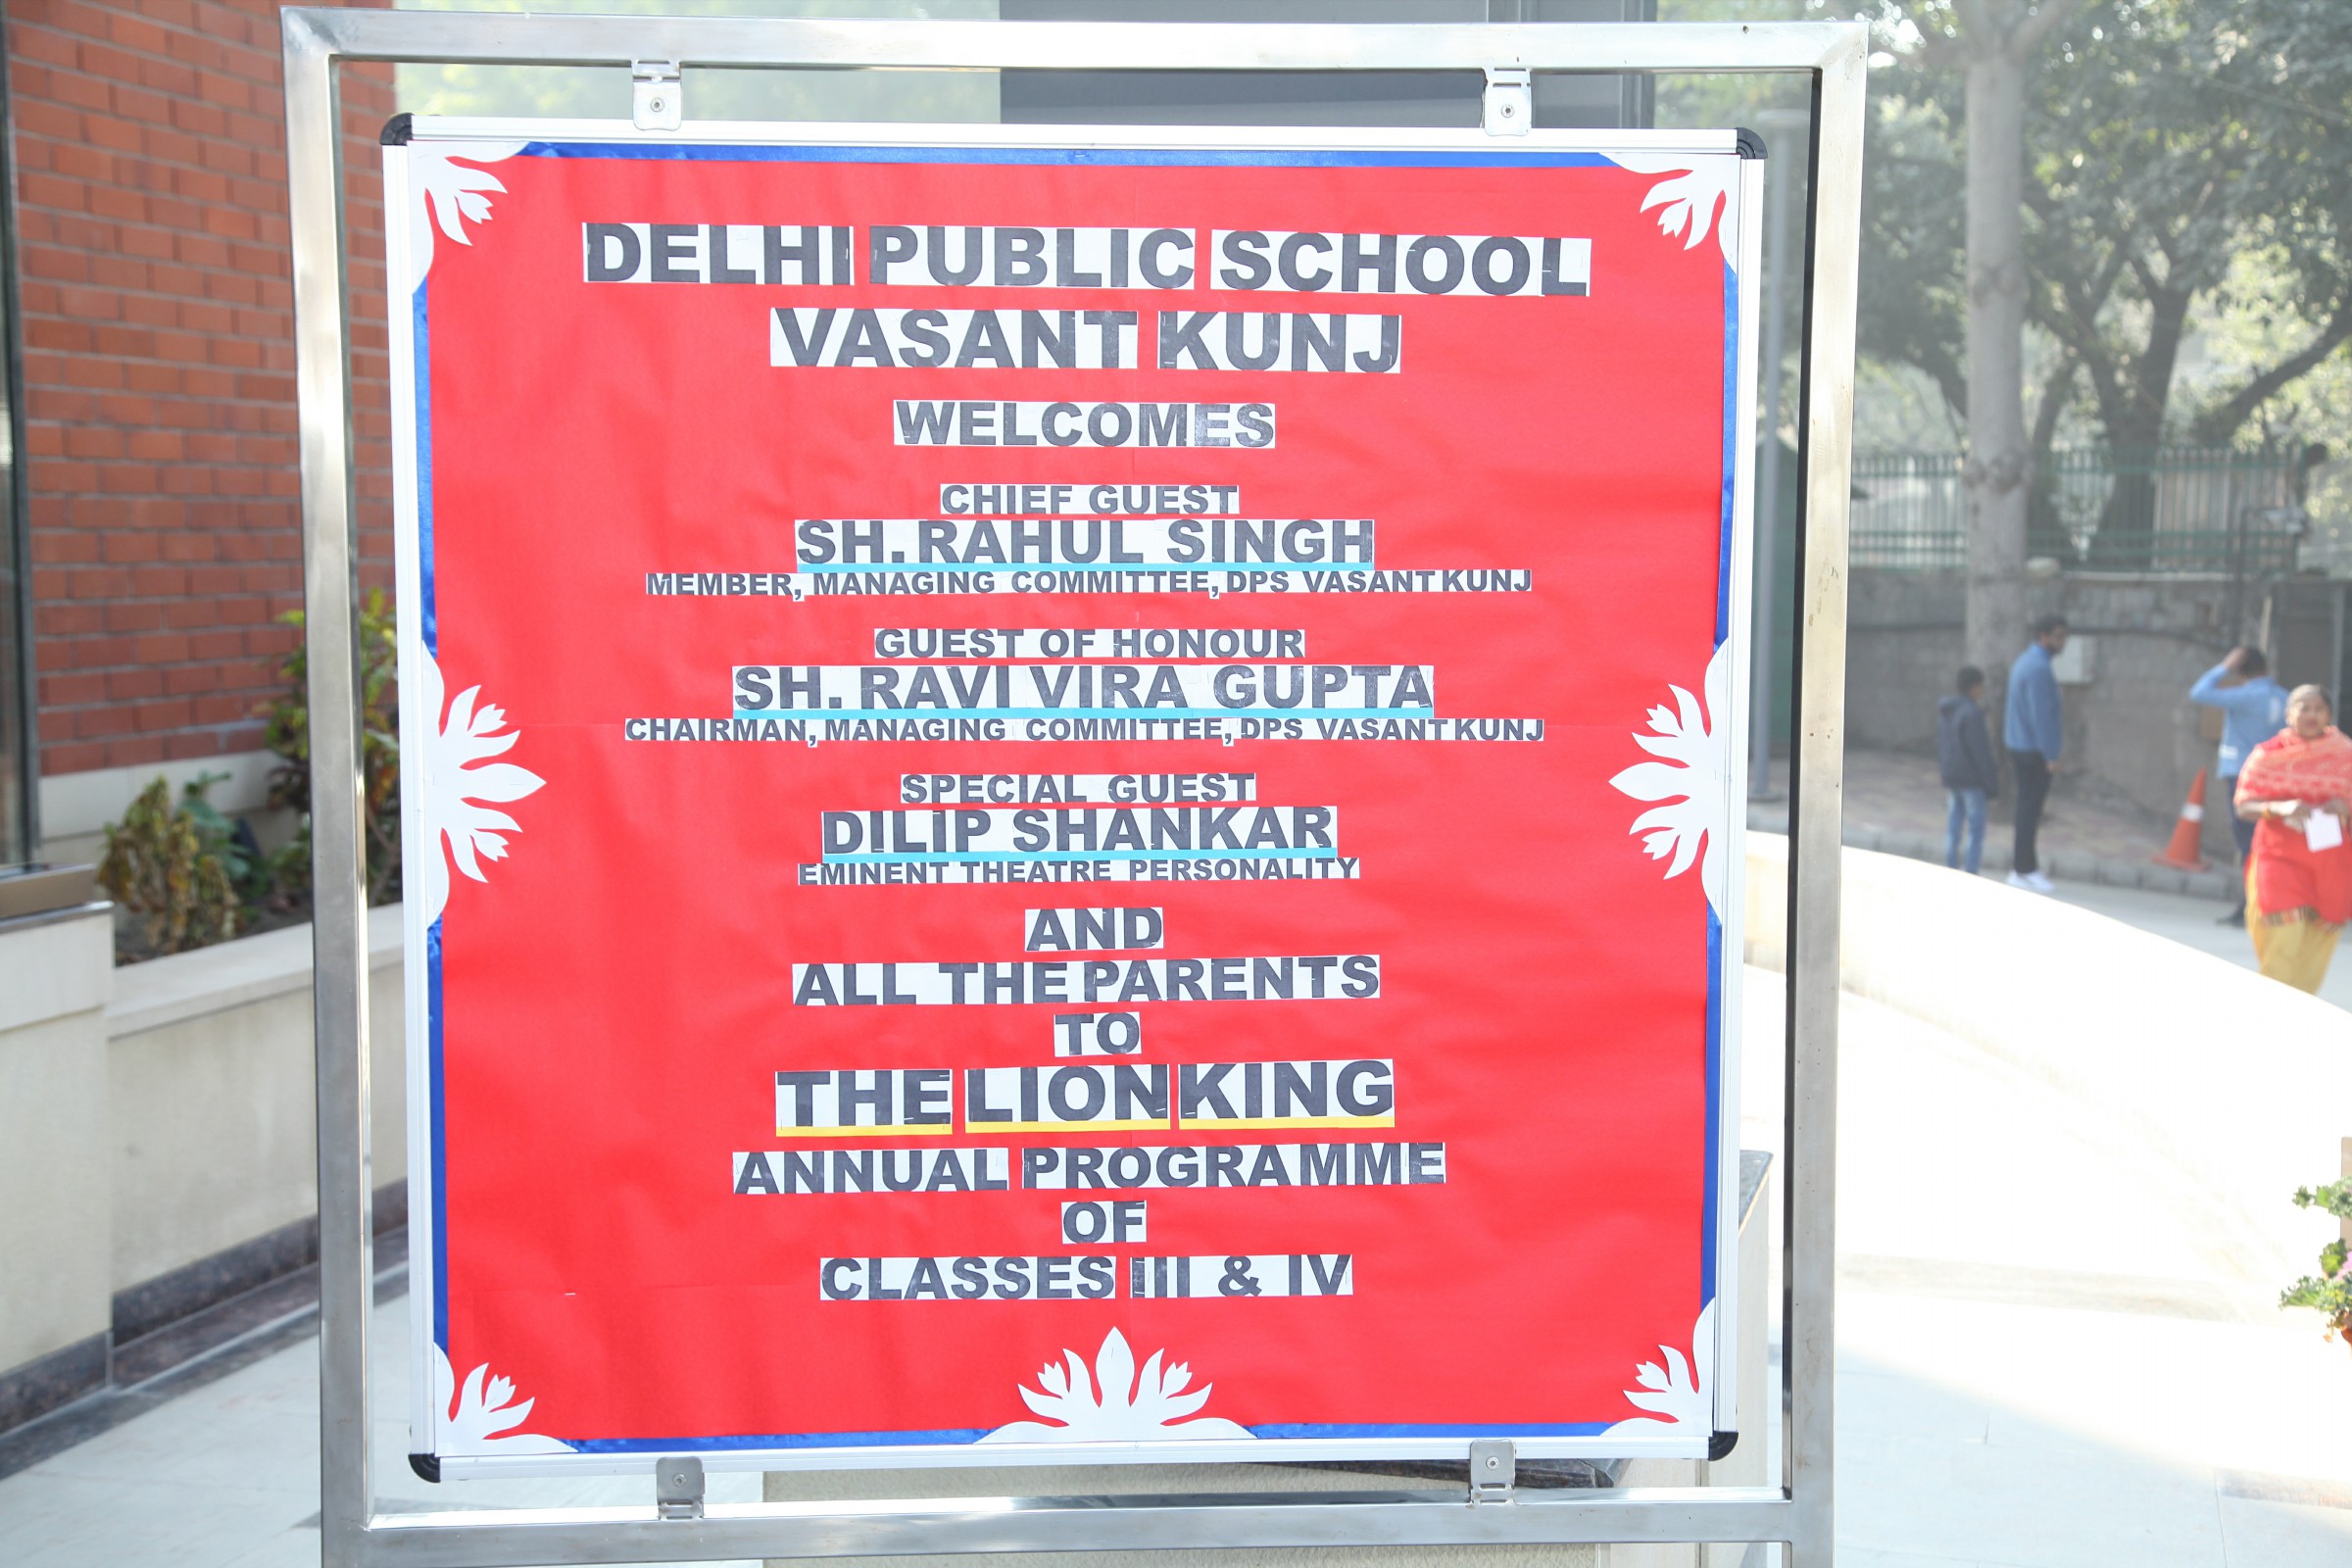 DELHI PUBLIC SCHOOL
VASANT KUNJ
WELCOMES
CHIEF GUEST
SH. RAHUL SINGH
MEMBER, MANAGING COMMITTEE, DPS VASANT KUNJ
GUEST OF HONOUR
SH. RAVI VIRA GUPTA
CHAIRMAN, MANAGING COMMITTEE, DPS VASANT KUNJ
SPECIAL GUEST
DILIP SHANKAR
EMINENT THEATRE PERSONALITY
AND
ALL THE PARENTS
TO
THE LION KING
ANNUAL PROGRAMME
OF
CLASSES III & IV